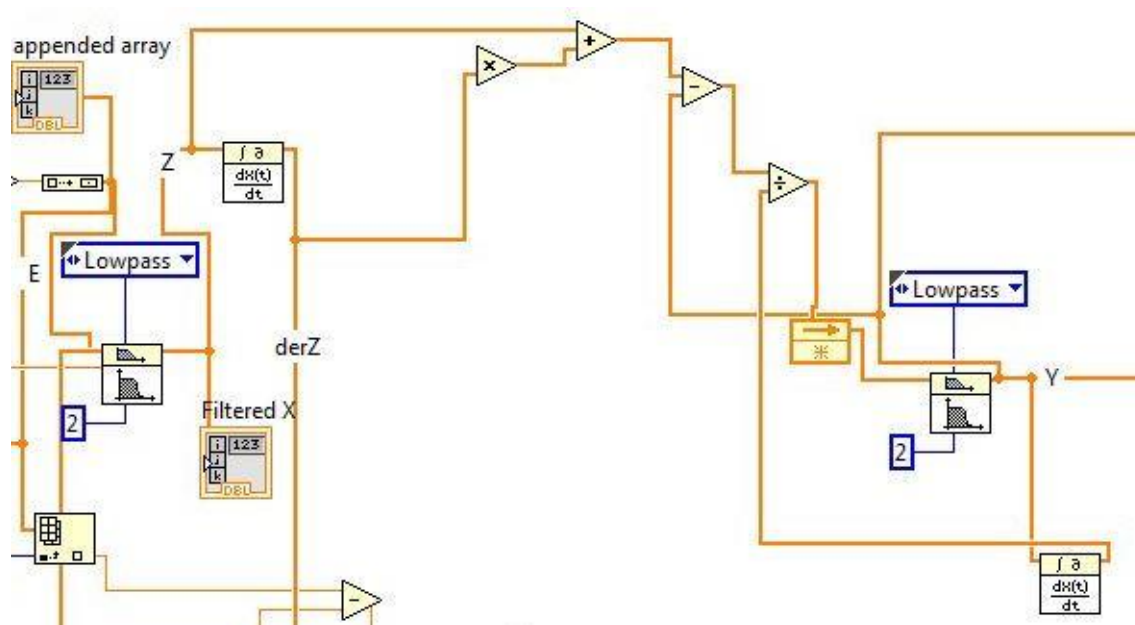 appended array
i 123
j
k
DBL
Z
∫ ∂
dX(t)
dt
+
×
−
÷
E
Lowpass
Lowpass
derZ
Y
2
Filtered X
i 123
j
k
DBL
2
−
∫ ∂
dX(t)
dt